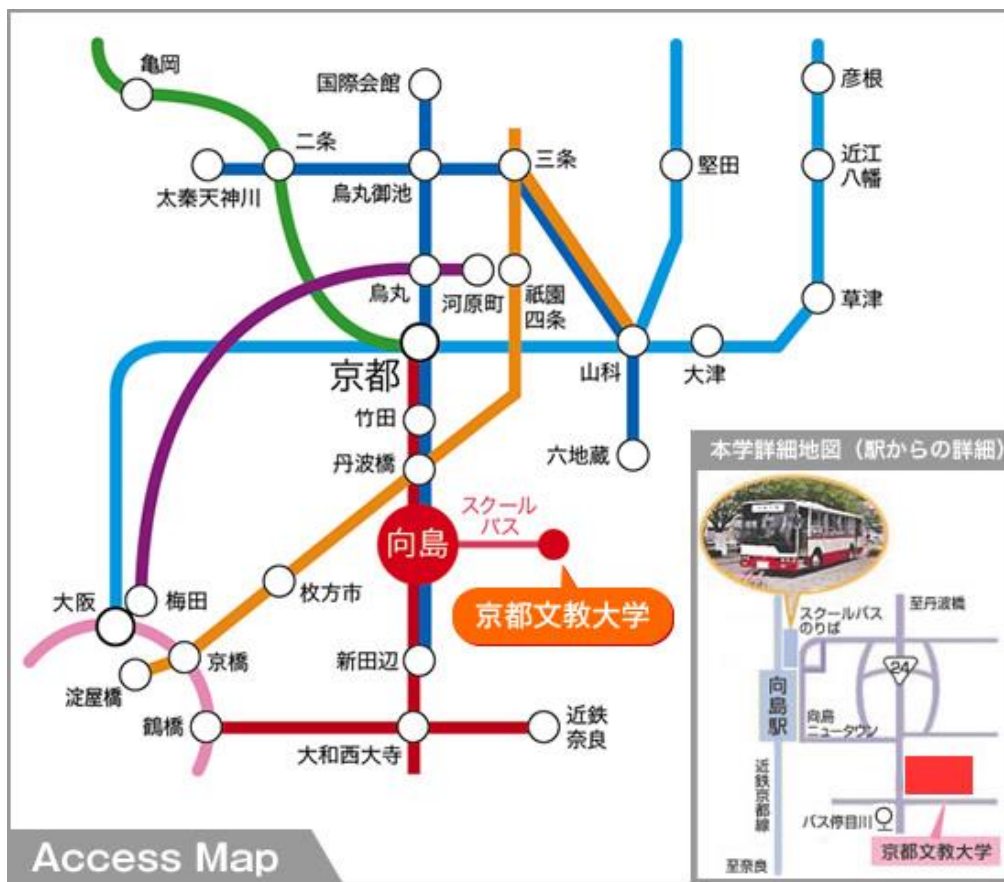 亀岡
国際会館
彦根
二条
三条
堅田
近江
八幡
太秦天神川
烏丸御池
烏丸
河原町
祇園
四条
草津
京都
山科
大津
竹田
丹波橋
六地蔵
本学詳細地図（駅からの詳細）
スクール
バス
向島
大阪
梅田
枚方市
京都文教大学
スクールバス
のりば
至丹波橋
24
新田辺
京橋
淀屋橋
向島駅
向島
ニュータウン
鶴橋
大和西大寺
近鉄
奈良
近鉄京都線
バス停目川
京都文教大学
至奈良
Access Map